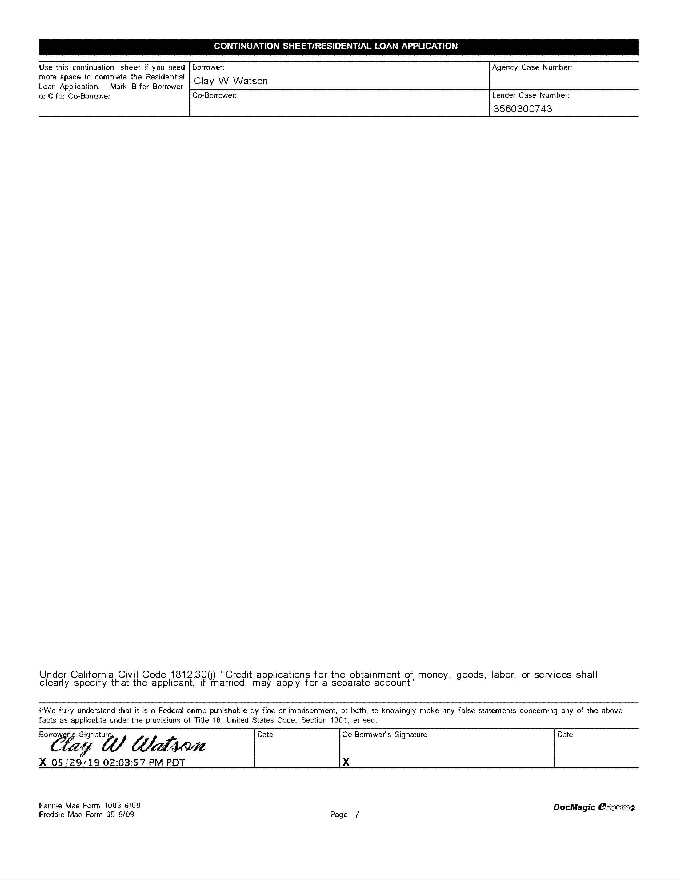 CONTINUATION SHEET/RESIDENTIAL LOAN APPLICATION
Use this continuation sheet if you need
more space to complete the Residential
Loan Application. Mark B for Borrower
or C for Co-Borrower.
Borrower:
Clay W Watson
Agency Case Number:
Co-Borrower:
Lender Case Number:
3550300743
Under California Civil Code 1812.30(j) "Credit applications for the obtainment of money, goods, labor, or services shall
clearly specify that the applicant, if married, may apply for a separate account"
I/We fully understand that it is a Federal crime punishable by fine or imprisonment, or both, to knowingly make any false statements concerning any of the above
facts as applicable under the provisions of Title 18, United States Code, Section 1001, et seq.
Borrower's Signature
Clay W Watson
X 05/29/19 02:03:57 PM PDT
Date
Co-Borrower's Signature
X
Date
Fannie Mae Form 1003 6/09
Freddie Mac Form 65 6/09
Page 7
DocMagic